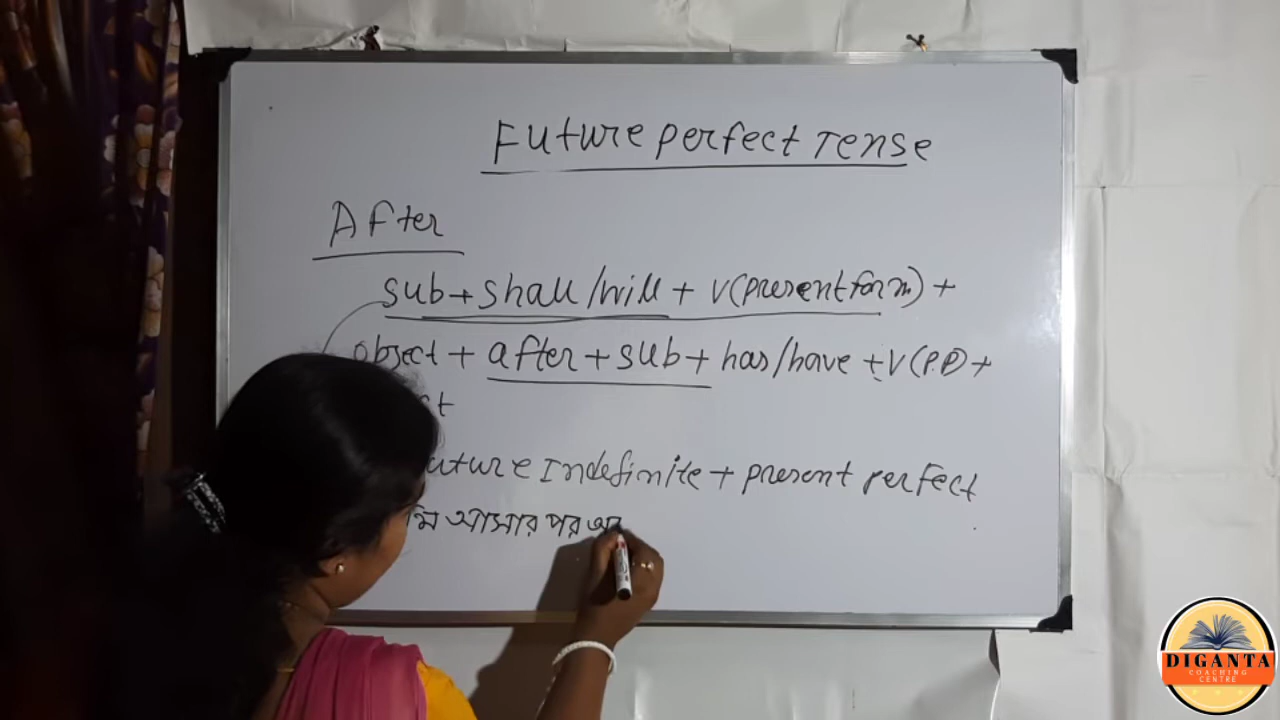 Future perfect Tense
After
Sub + shall/will + v(present form) +
object + after + sub + has/have + v(P.P) +
Indefinite + present perfect
আসার পর
DIGANTA
COACHING
CENTRE